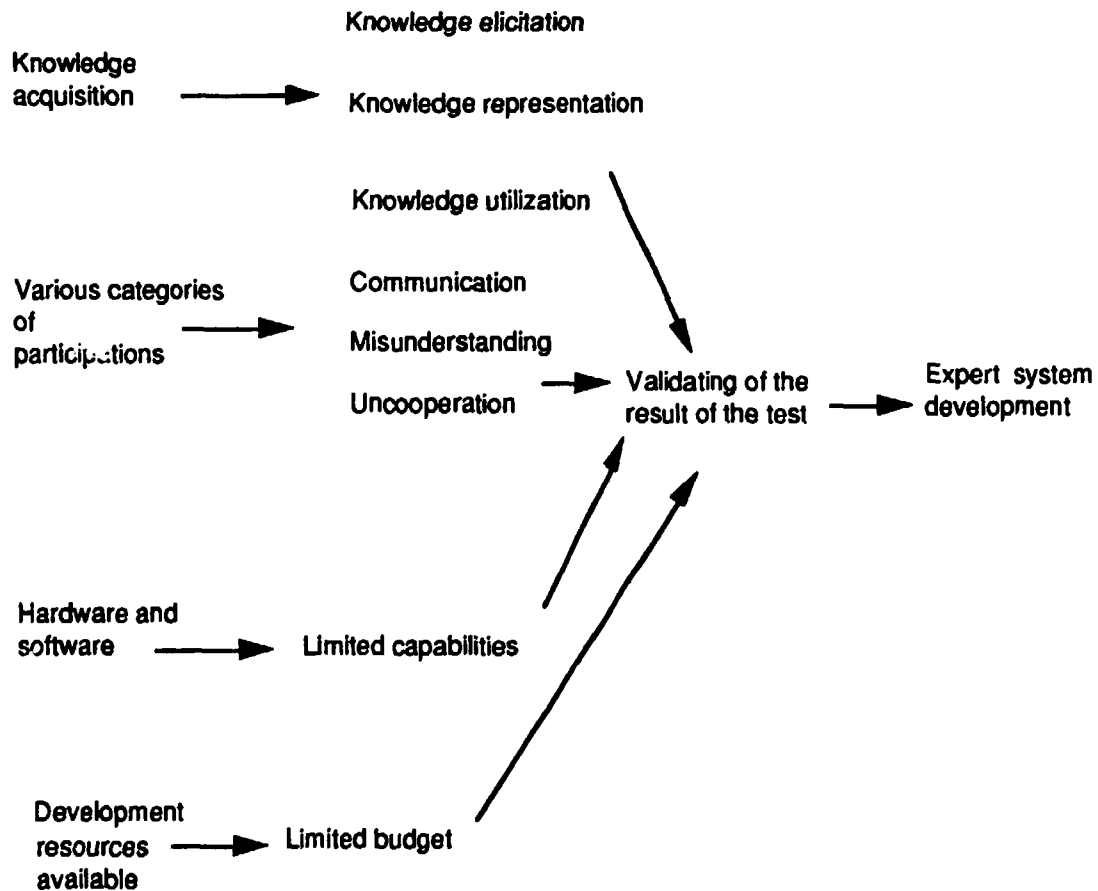 Knowledge elicitation
Knowledge
acquisition
Knowledge representation
Knowledge utilization
Various categories
of
participations
Communication
Misunderstanding
Uncooperation
Validating of the
result of the test
Expert system
development
Hardware and
software
Limited capabilities
Development
resources
available
Limited budget